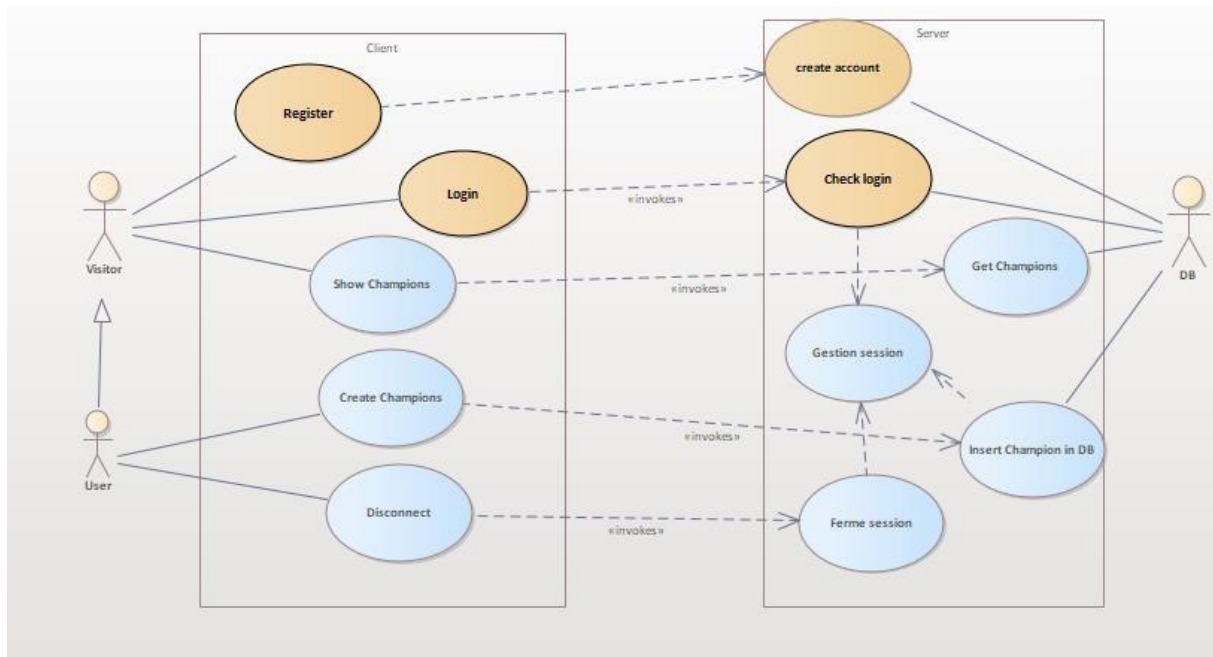 Client
Server
create account
Register
Check login
Login
«invokes»
Visitor
Show Champions
Get Champions
DB
«invokes»
Gestion session
Create Champions
«invokes»
Insert Champion in DB
User
Disconnect
Ferme session
«invokes»